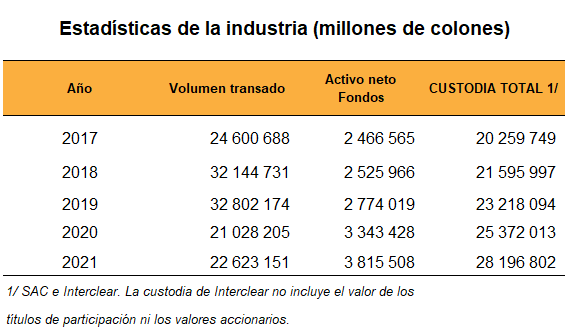 Estadísticas de la industria (millones de colones)
Año Volumen transado Activo neto Fondos CUSTODIA TOTAL 1/
2017 24 600 688 2 466 565 20 259 749
2018 32 144 731 2 525 966 21 595 997
2019 32 802 174 2 774 019 23 218 094
2020 21 028 205 3 343 428 25 372 013
2021 22 623 151 3 815 508 28 196 802
1/ SAC e Interclear. La custodia de Interclear no incluye el valor de los
títulos de participación ni los valores accionarios.